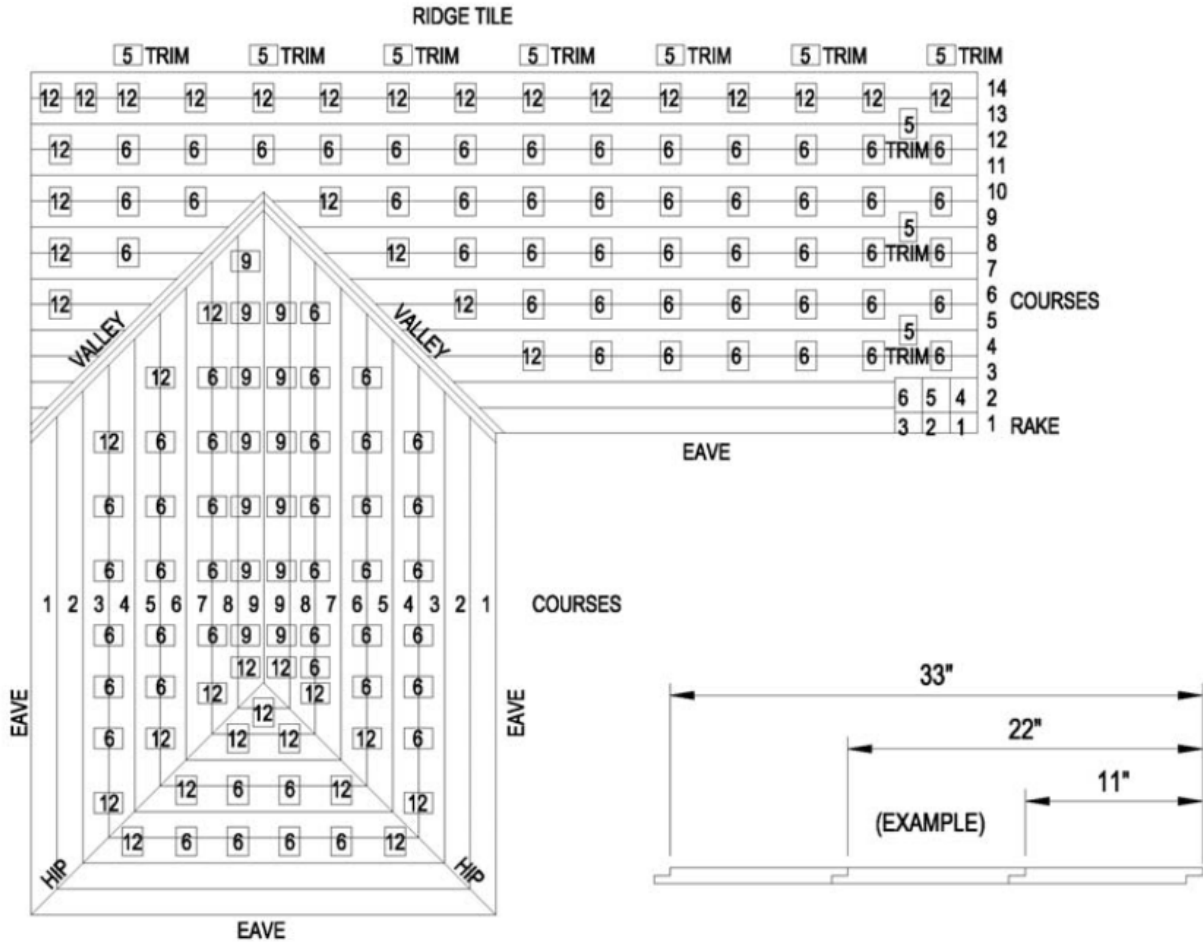 RIDGE TILE
5 TRIM 5 TRIM 5 TRIM 5 TRIM 5 TRIM 5 TRIM 5 TRIM
12 12 12 12 12 12 12 12 12 12 12 12 12 12 12 14
5 13
12 6 6 6 6 6 6 6 6 6 6 6 6 TRIM 6 12
11
12 6 6 12 6 6 6 6 6 6 6 6 6 10
5 9
12 6 9 12 6 6 6 6 6 6 6 TRIM 6 8
7
12 12 9 9 6 12 6 6 6 6 6 6 6 6 COURSES
VALLEY VALLEY 5 5
12 6 6 6 6 6 TRIM 6 4
12 6 9 9 6 6 3
6 5 4 2
3 2 1 1 RAKE
12 6 6 9 9 6 6 6 EAVE
6 6 6 9 9 6 6 6
6 6 6 9 9 6 6 6
1 2 3 4 5 6 7 8 9 9 8 7 6 5 4 3 2 1 COURSES
6 6 6 9 9 6 6 6
12 12 6
6 6 12 12 6 6
EAVE 12 EAVE
6 12 12 12 12 6
12 12 6 6 12 12
12 6 6 6 6 12
HIP HIP
EAVE
33"
22"
11"
(EXAMPLE)